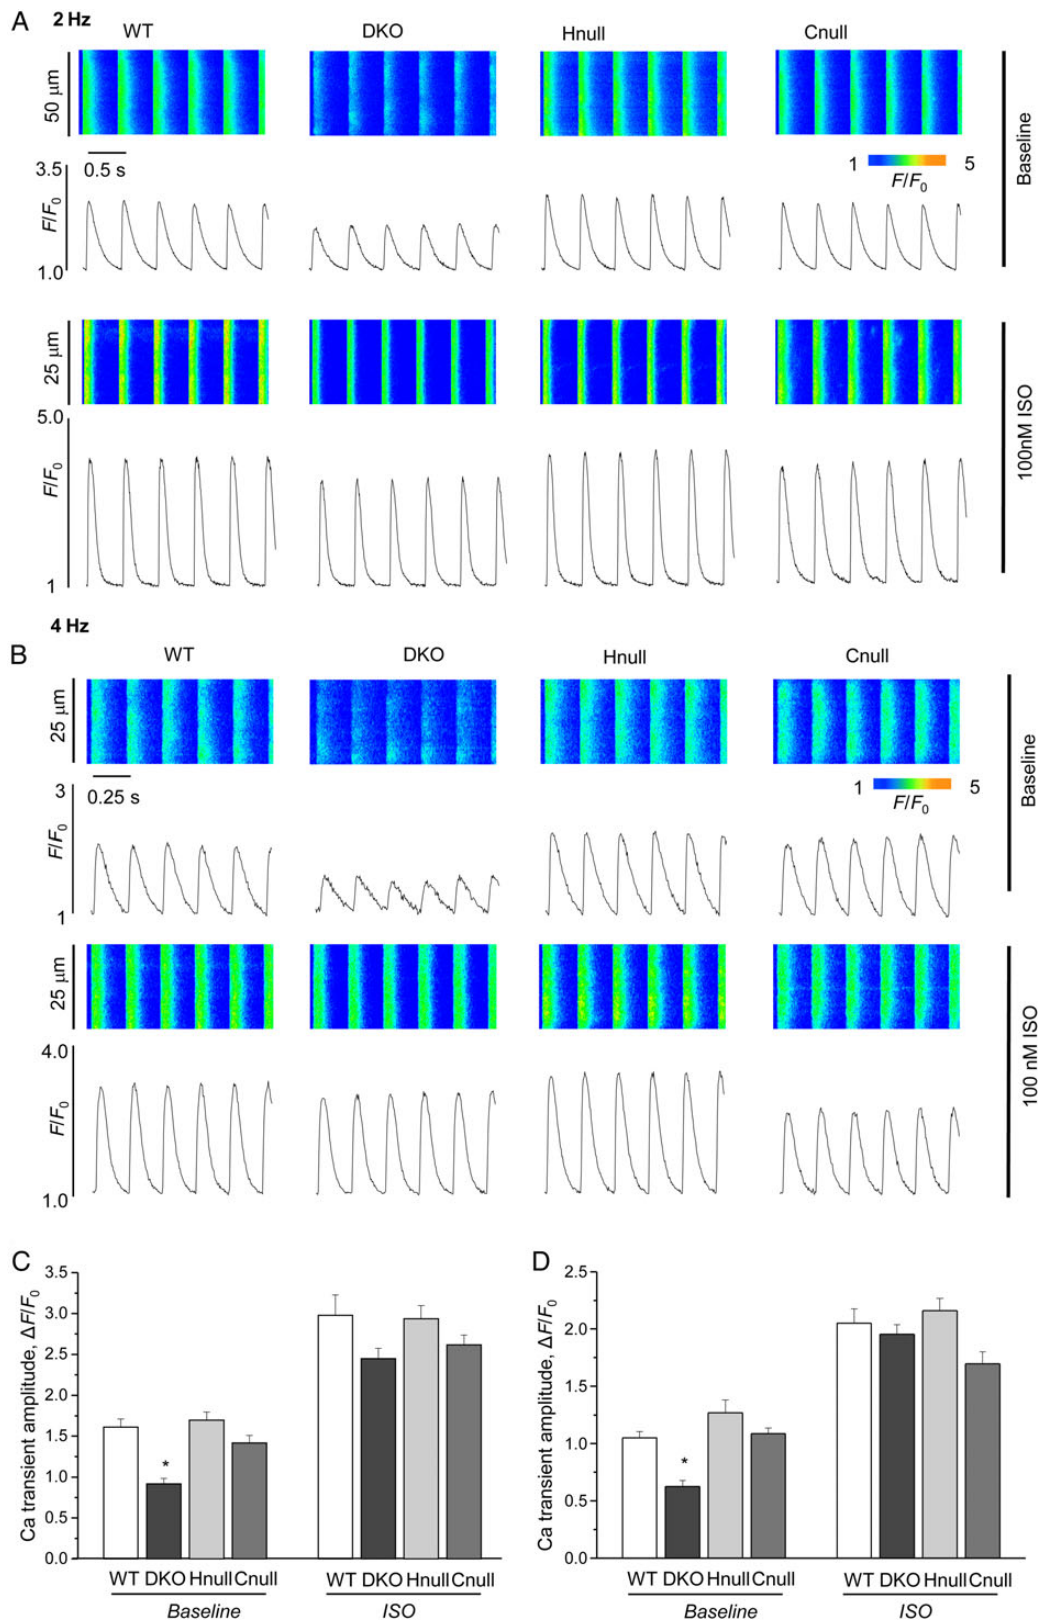 A 2 Hz
WT DKO Hnull Cnull
50 µm
Baseline
0.5 s
1 5
F/F0
3.5
F/F0
1.0
25 µm
100nM ISO
5.0
F/F0
1
4 Hz
B
WT DKO Hnull Cnull
25 µm
Baseline
0.25 s
1 5
F/F0
3
F/F0
1
25 µm
100 nM ISO
4.0
F/F0
1.0
C
Ca transient amplitude, ΔF/F0
3.5
3.0
2.5
2.0
1.5
1.0
0.5
0.0
*
WT DKO Hnull Cnull WT DKO Hnull Cnull
Baseline ISO
D
Ca transient amplitude, ΔF/F0
2.5
2.0
1.5
1.0
0.5
0.0
*
WT DKO Hnull Cnull WT DKO Hnull Cnull
Baseline ISO